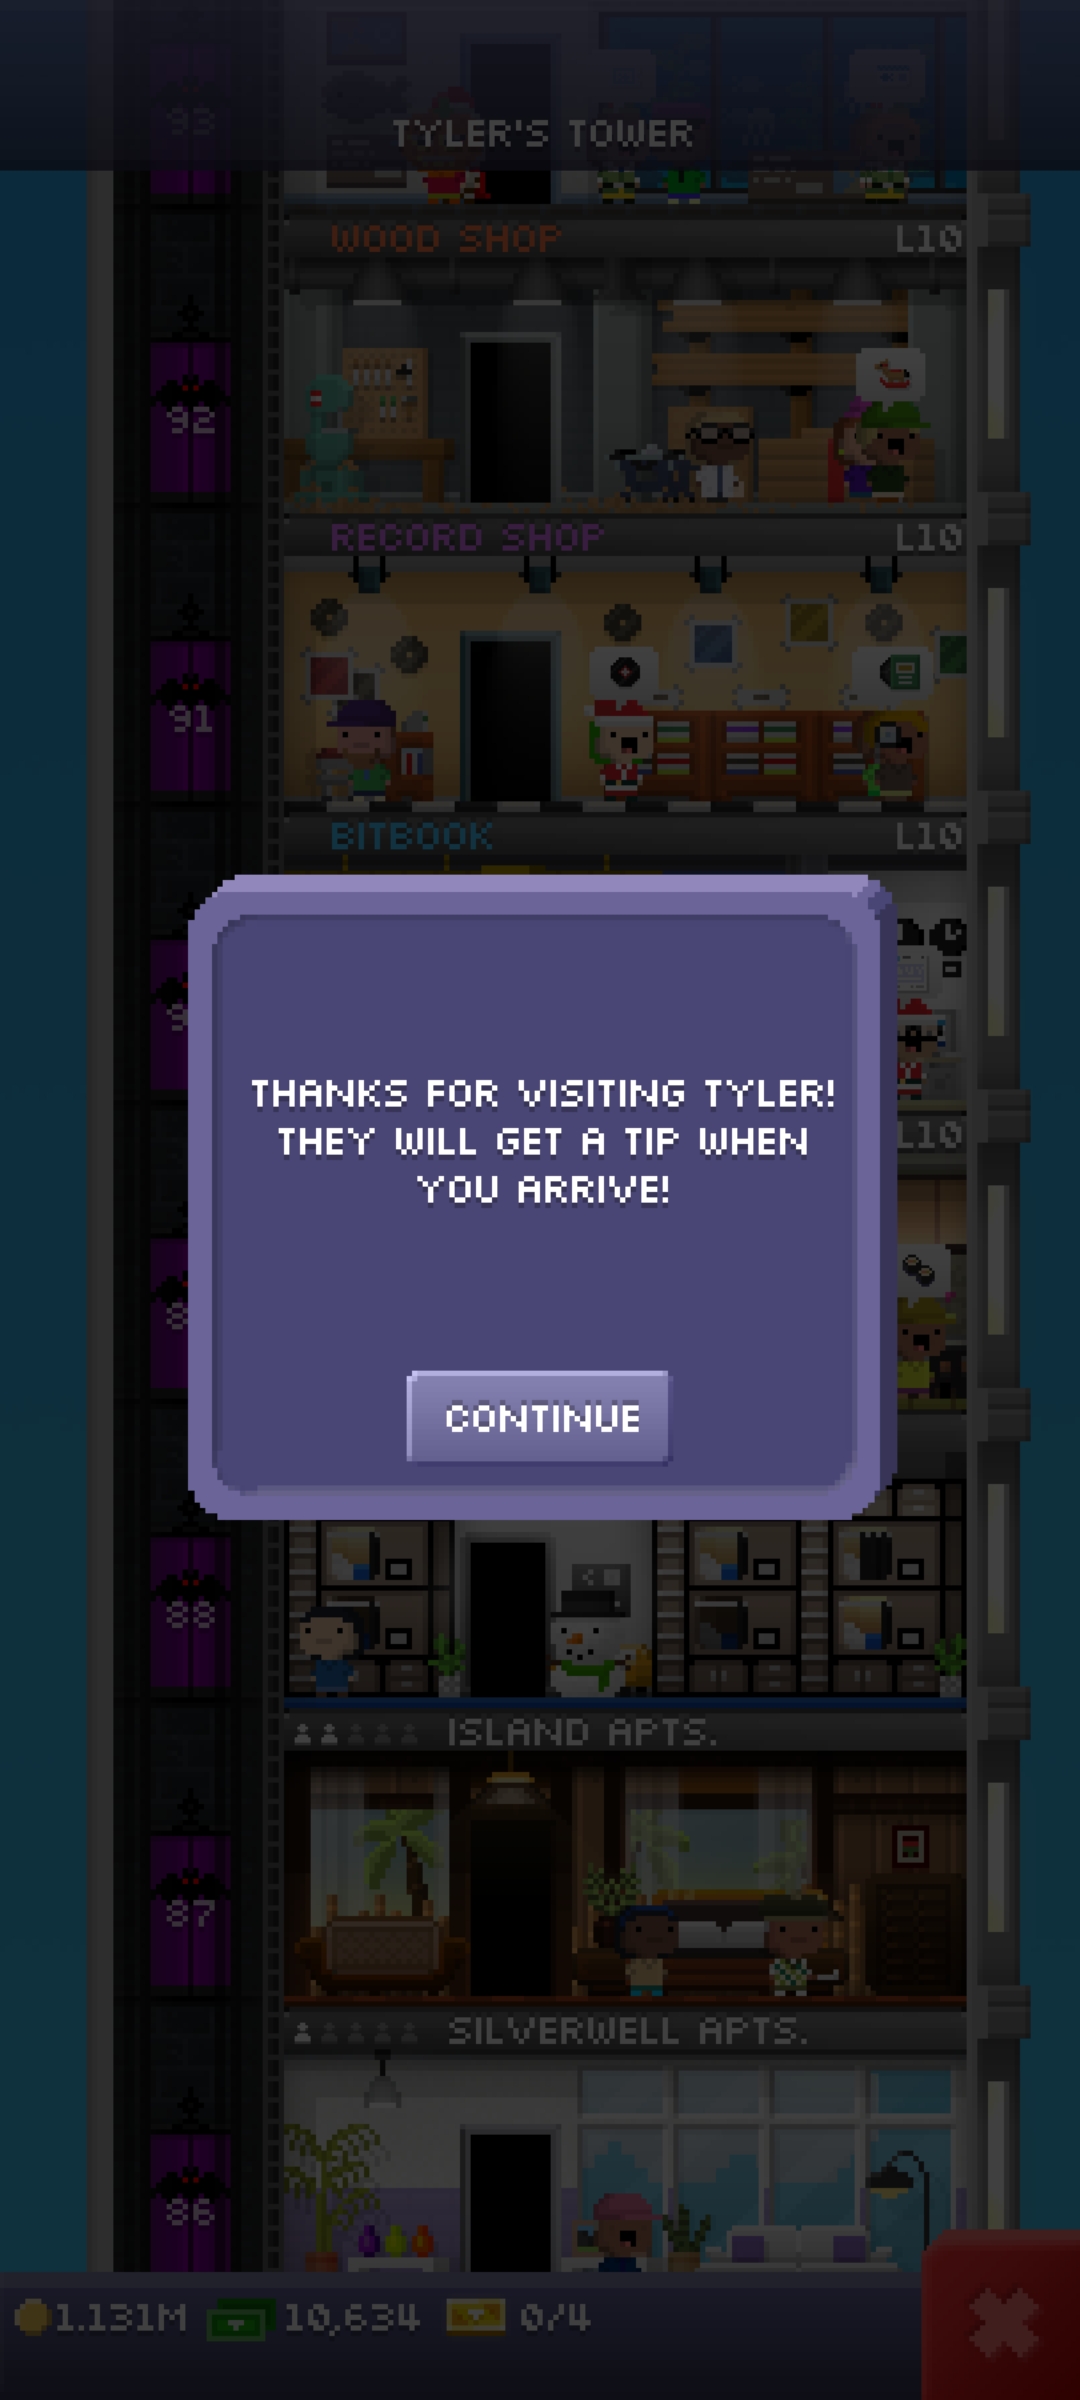 93
TYLER'S TOWER
WOOD SHOP L10
92
RECORD SHOP L10
91
BITBOOK L10
THANKS FOR VISITING TYLER!
THEY WILL GET A TIP WHEN
YOU ARRIVE!
L10
CONTINUE
88
ISLAND APTS.
87
SILVERWELL APTS.
86
1.131M 10,634 0/4